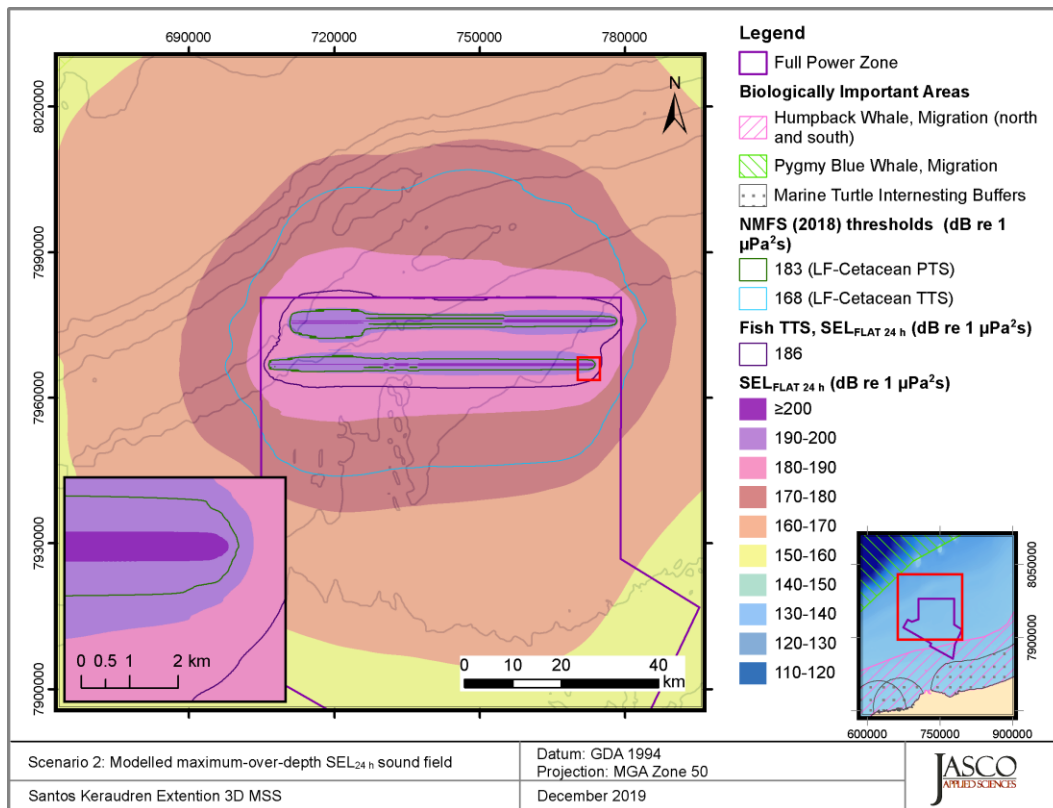 690000 720000 750000 780000
8020000
7990000
7960000
7930000
7900000
N
0 0.5 1 2 km
0 10 20 40
km
Legend
Full Power Zone
Biologically Important Areas
Humpback Whale, Migration (north
and south)
Pygmy Blue Whale, Migration
Marine Turtle Internesting Buffers
NMFS (2018) thresholds (dB re 1
µPa²s)
183 (LF-Cetacean PTS)
168 (LF-Cetacean TTS)
Fish TTS, SELFLAT 24 h (dB re 1 µPa²s)
186
SELFLAT 24 h (dB re 1 µPa²s)
≥200
190-200
180-190
170-180
160-170
150-160
140-150
130-140
120-130
110-120
8050000
7900000
600000 750000 900000
Scenario 2: Modelled maximum-over-depth SEL24 h sound field
Santos Keraudren Extention 3D MSS
Datum: GDA 1994
Projection: MGA Zone 50
December 2019
JASCO
APPLIED SCIENCES